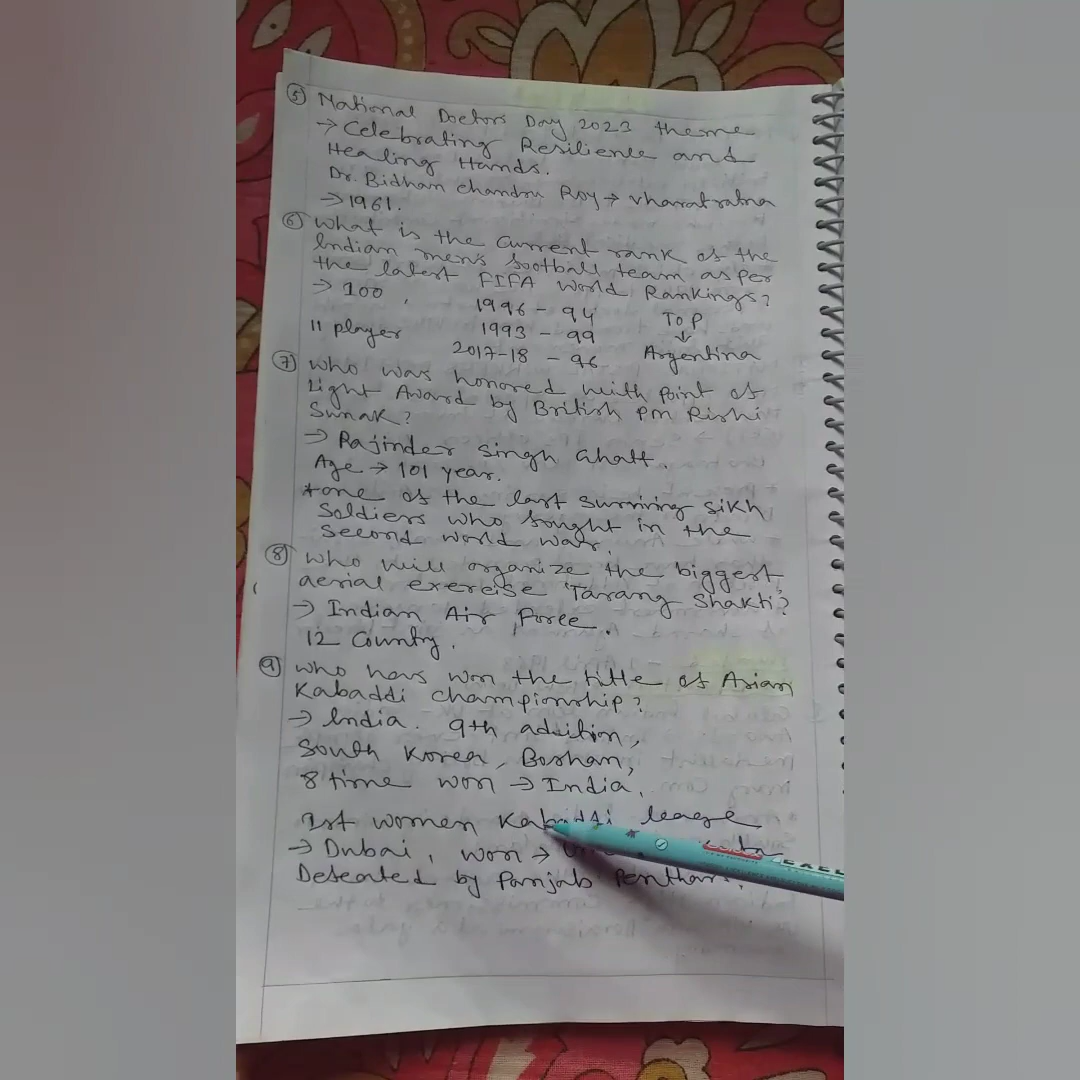 ⑤ National Doctors Day 2023 theme
→ Celebrating Resilience and
Healing Hands.
Dr. Bidham chandra Roy → vharatratna
→ 1961.
⑥ What is the current rank of the
Indian men's football team as per
the latest FIFA World Rankings?
→ 100,
1996 - 94 TOP
11 player 1993 - 99 ↓
2017-18 - 96 Argentina
⑦ who was honored with point of
Light Award by British pm Rishi
Sunak?
→ Rajinder Singh Dhatt.
Age → 101 year.
*one of the last surviving sikh
soldiers who fought in the
second world war.
⑧ who will organize the biggest
aerial exercise 'Tarang Shakti'?
→ Indian Air Force.
12 Country.
⑨ who has won the title of Asian
Kabaddi championship?
→ India. 9th addition,
South Korea, Boshan,
8 time won → India.
1st women Kabaddi leage
→ Dubai, won →
Defeated by Panjab Penthar.